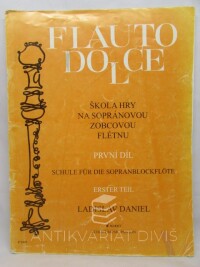 FLAUTO
DOLCE
ŠKOLA HRY
NA SOPRÁNOVOU
ZOBCOVOU
FLÉTNU
PRVNÍ DÍL
SCHULE FÜR DIE SOPRANBLOCKFLÖTE
ERSTER TEIL
LADISLAV DANIEL
ANTIKVARIÁT DIVIŠ